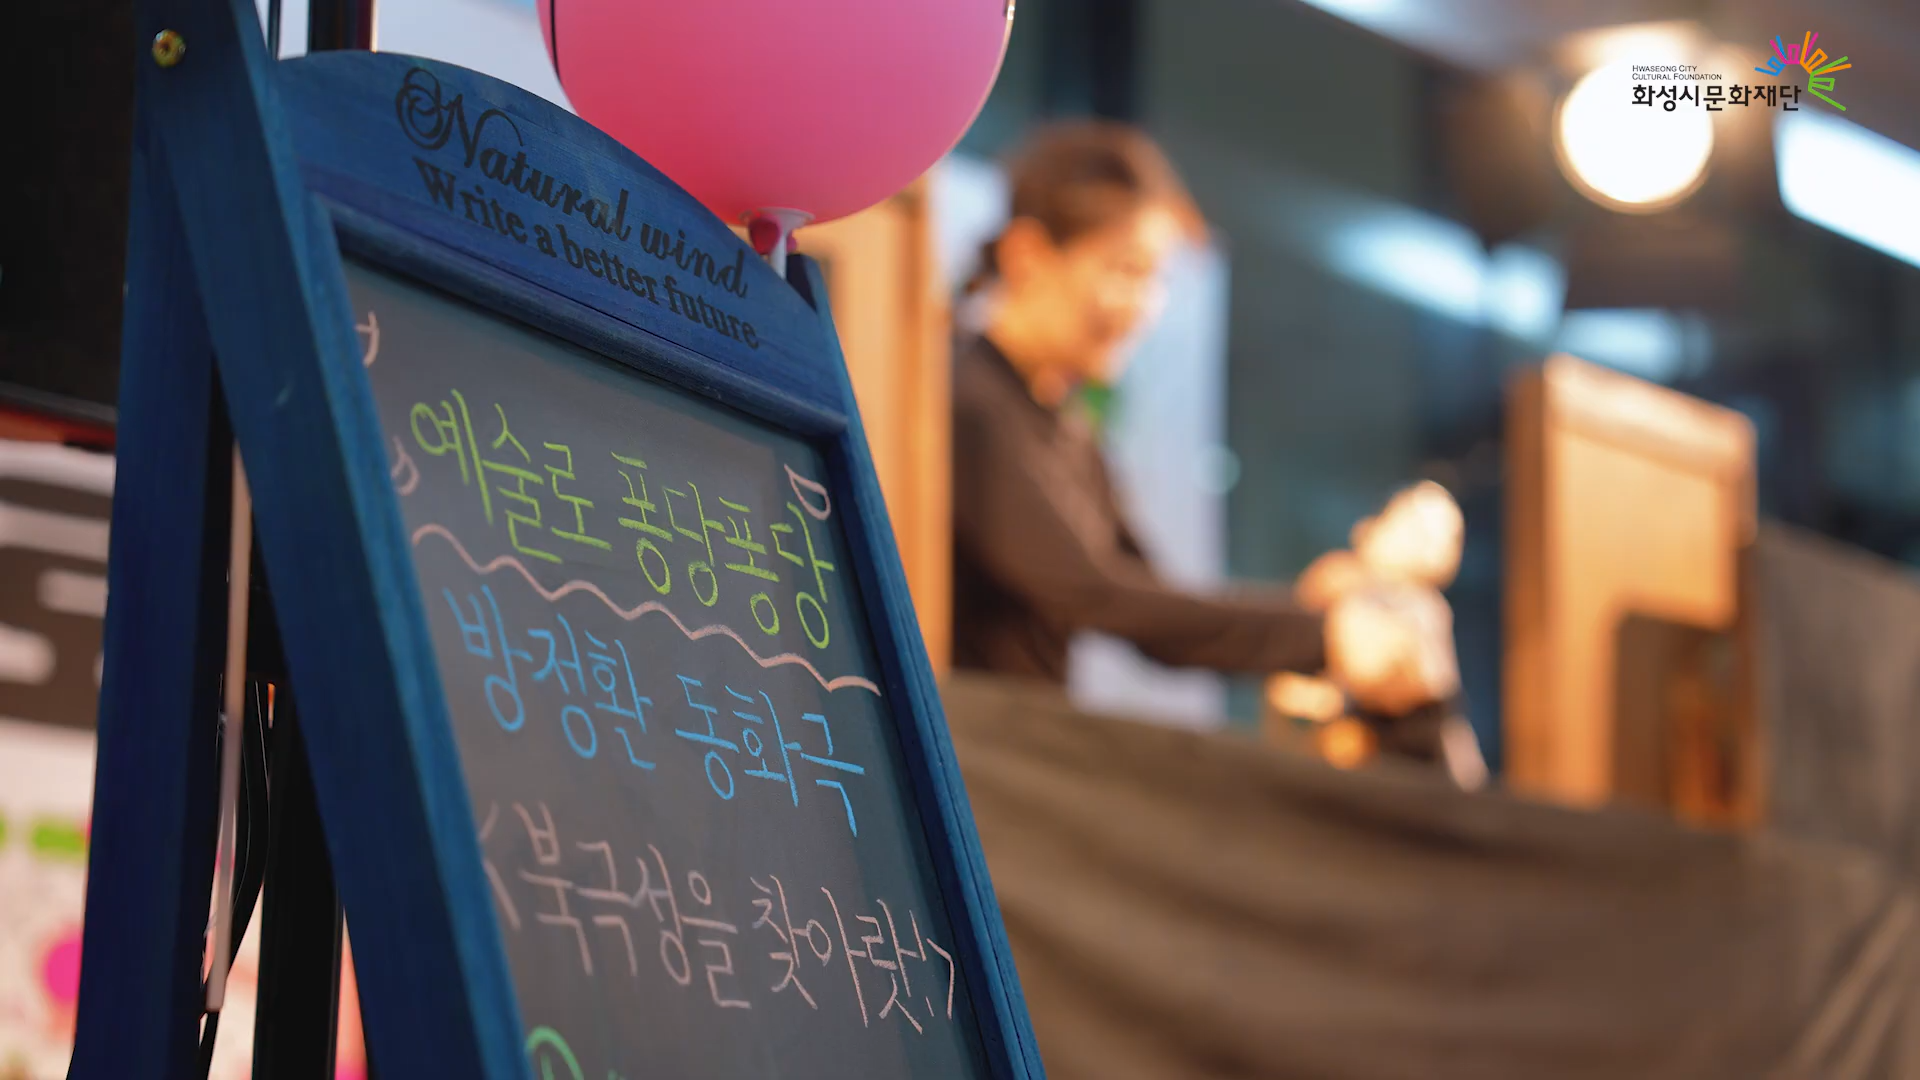 HWASEONG CITY
CULTURAL FOUNDATION
화성시문화재단
Natural wind
Write a better future
예술로 퐁당퐁당
방정환 동화극
<북극성을 찾아랏!>